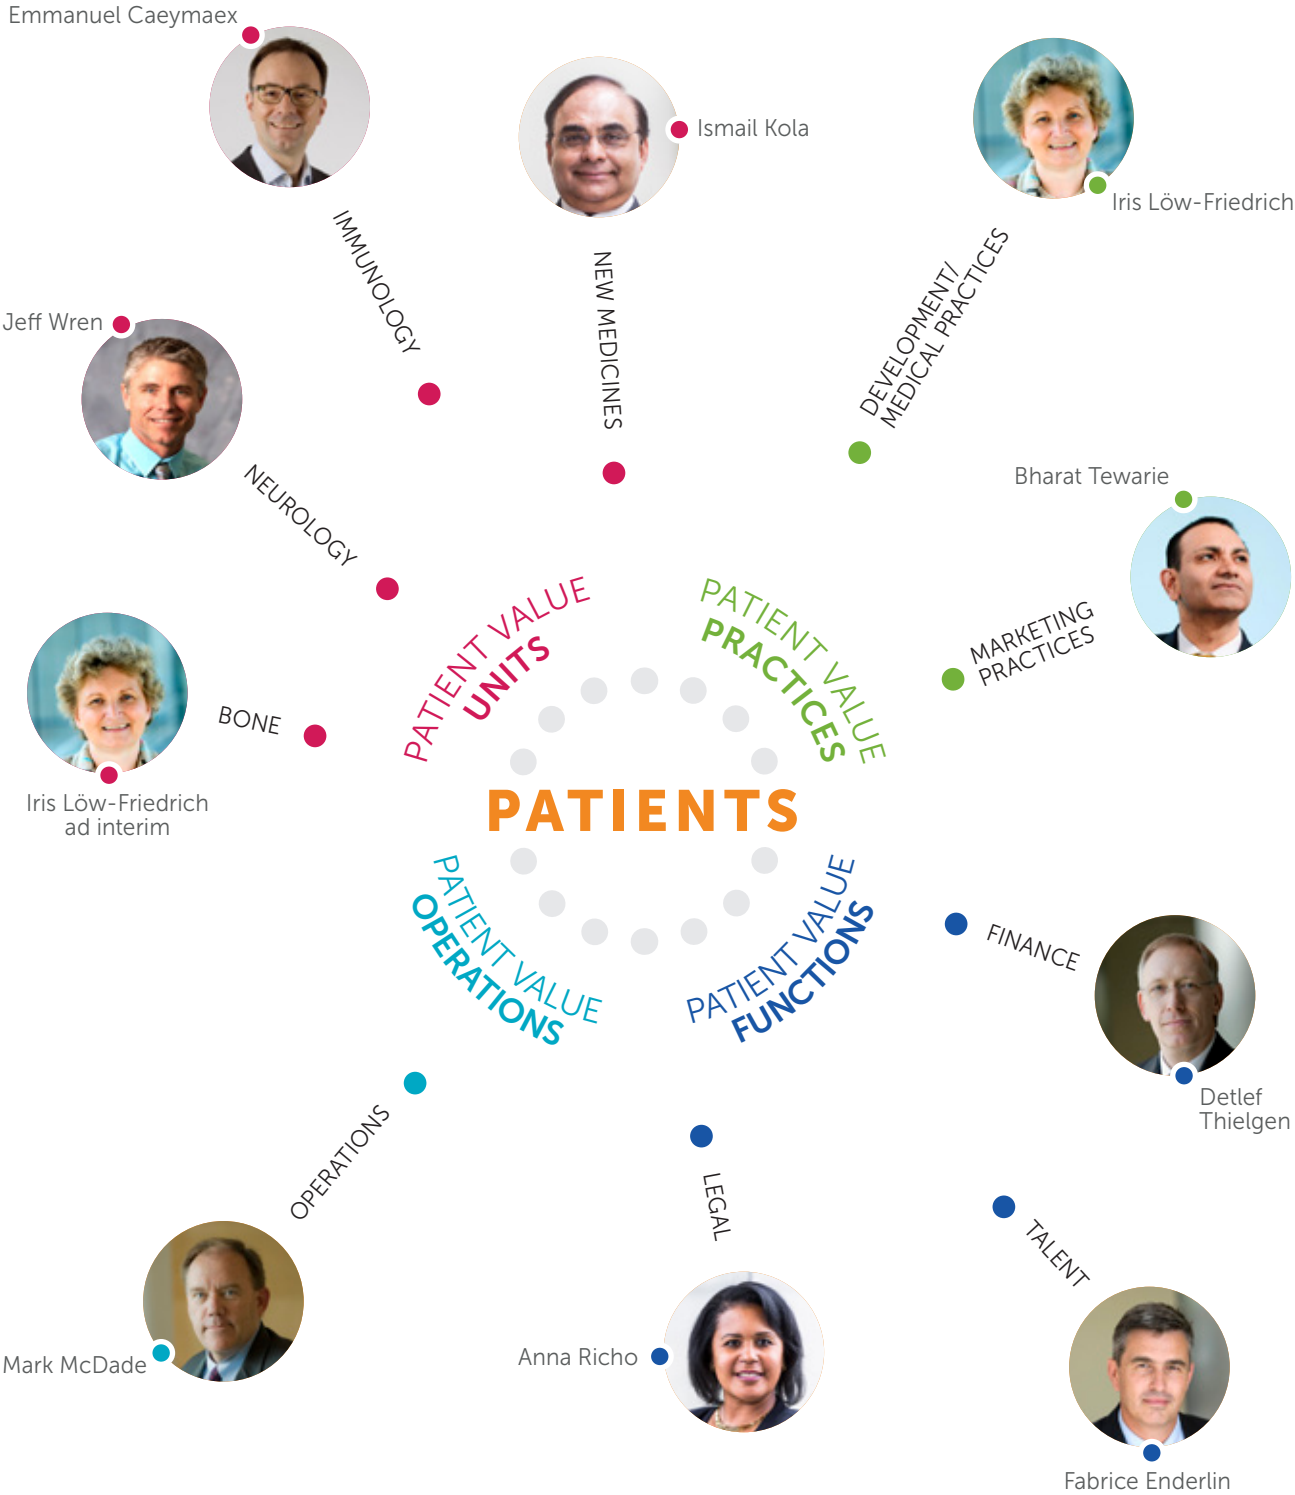 Emmanuel Caeymaex
Ismail Kola
Iris Löw-Friedrich
IMMUNOLOGY
NEW MEDICINES
DEVELOPMENT/
MEDICAL PRACTICES
Jeff Wren
NEUROLOGY
Bharat Tewarie
MARKETING
PRACTICES
BONE
Iris Löw-Friedrich
ad interim
PATIENT VALUE
UNITS
PATIENT VALUE
PRACTICES
PATIENTS
PATIENT VALUE
OPERATIONS
PATIENT VALUE
FUNCTIONS
FINANCE
Detlef
Thielgen
OPERATIONS
LEGAL
TALENT
Mark McDade
Anna Richo
Fabrice Enderlin